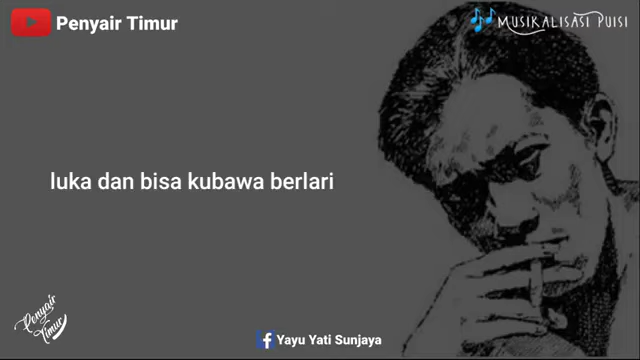 Penyair Timur
MUSIKALISASI PUISI
luka dan bisa kubawa berlari
Penyair
Timur
Yayu Yati Sunjaya